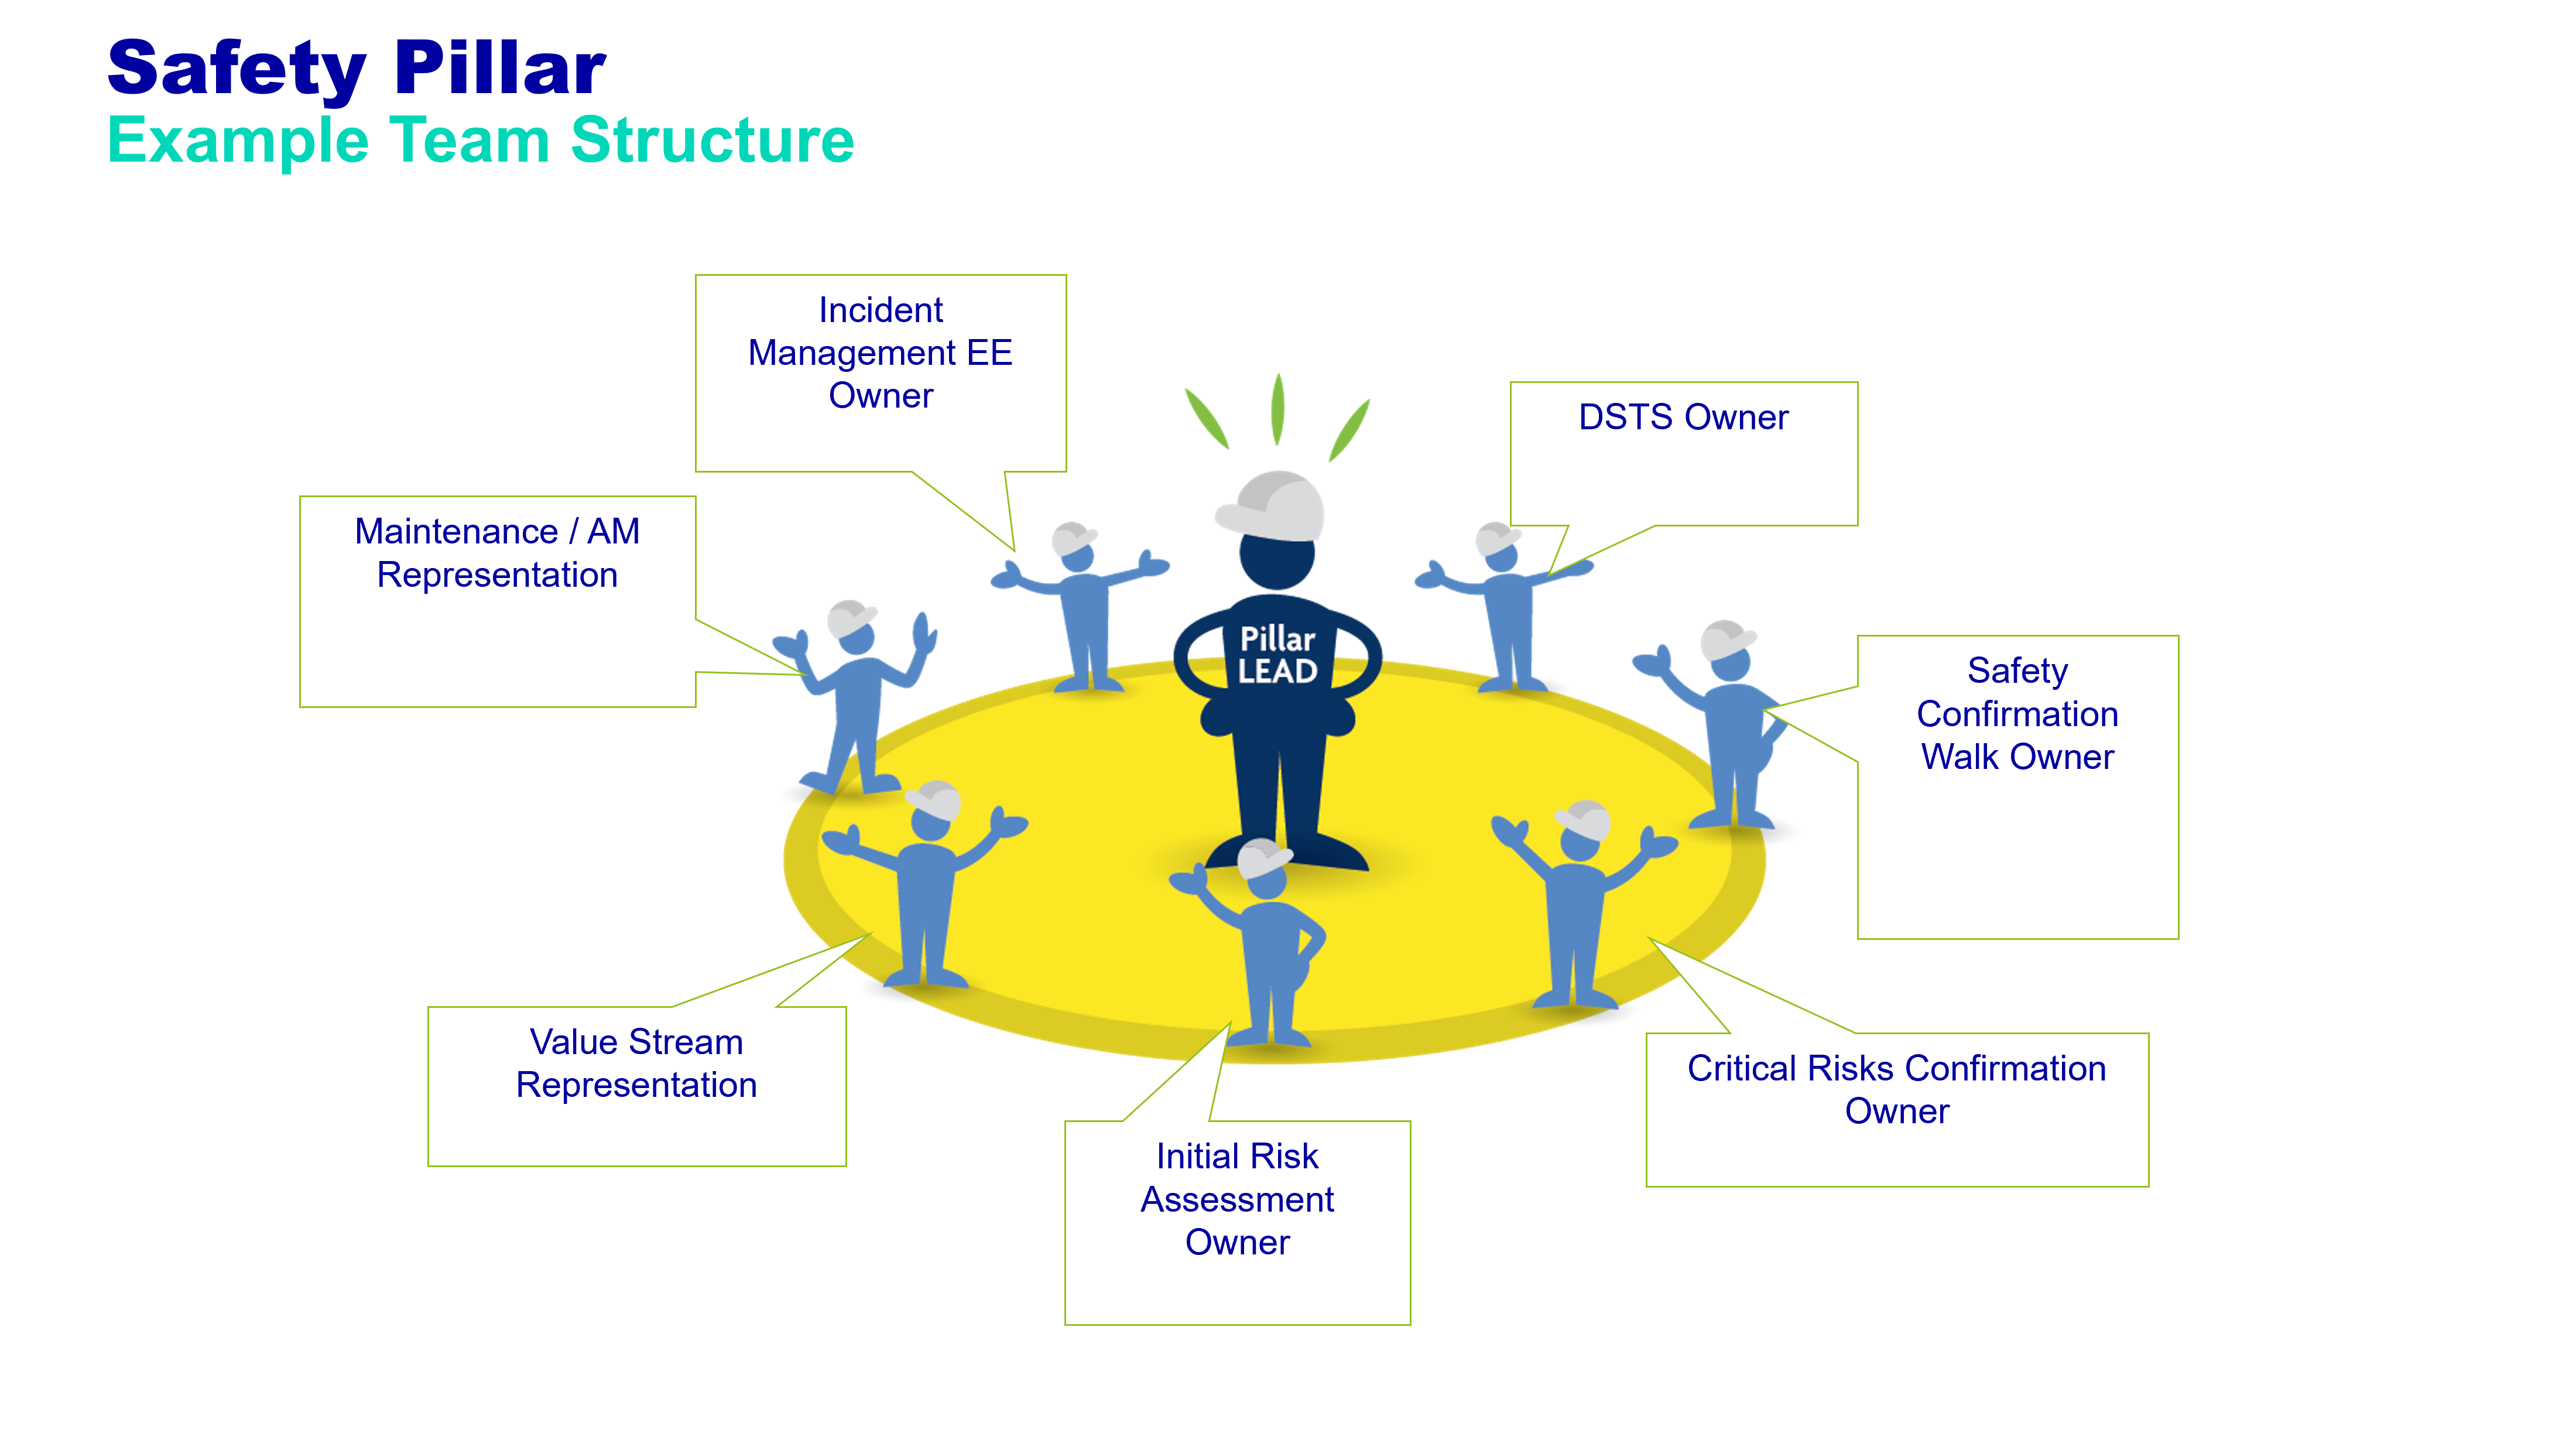 Safety Pillar
Example Team Structure
Incident
Management EE
Owner
DSTS Owner
Maintenance / AM
Representation
Pillar
LEAD
Safety
Confirmation
Walk Owner
Value Stream
Representation
Critical Risks Confirmation
Owner
Initial Risk
Assessment
Owner